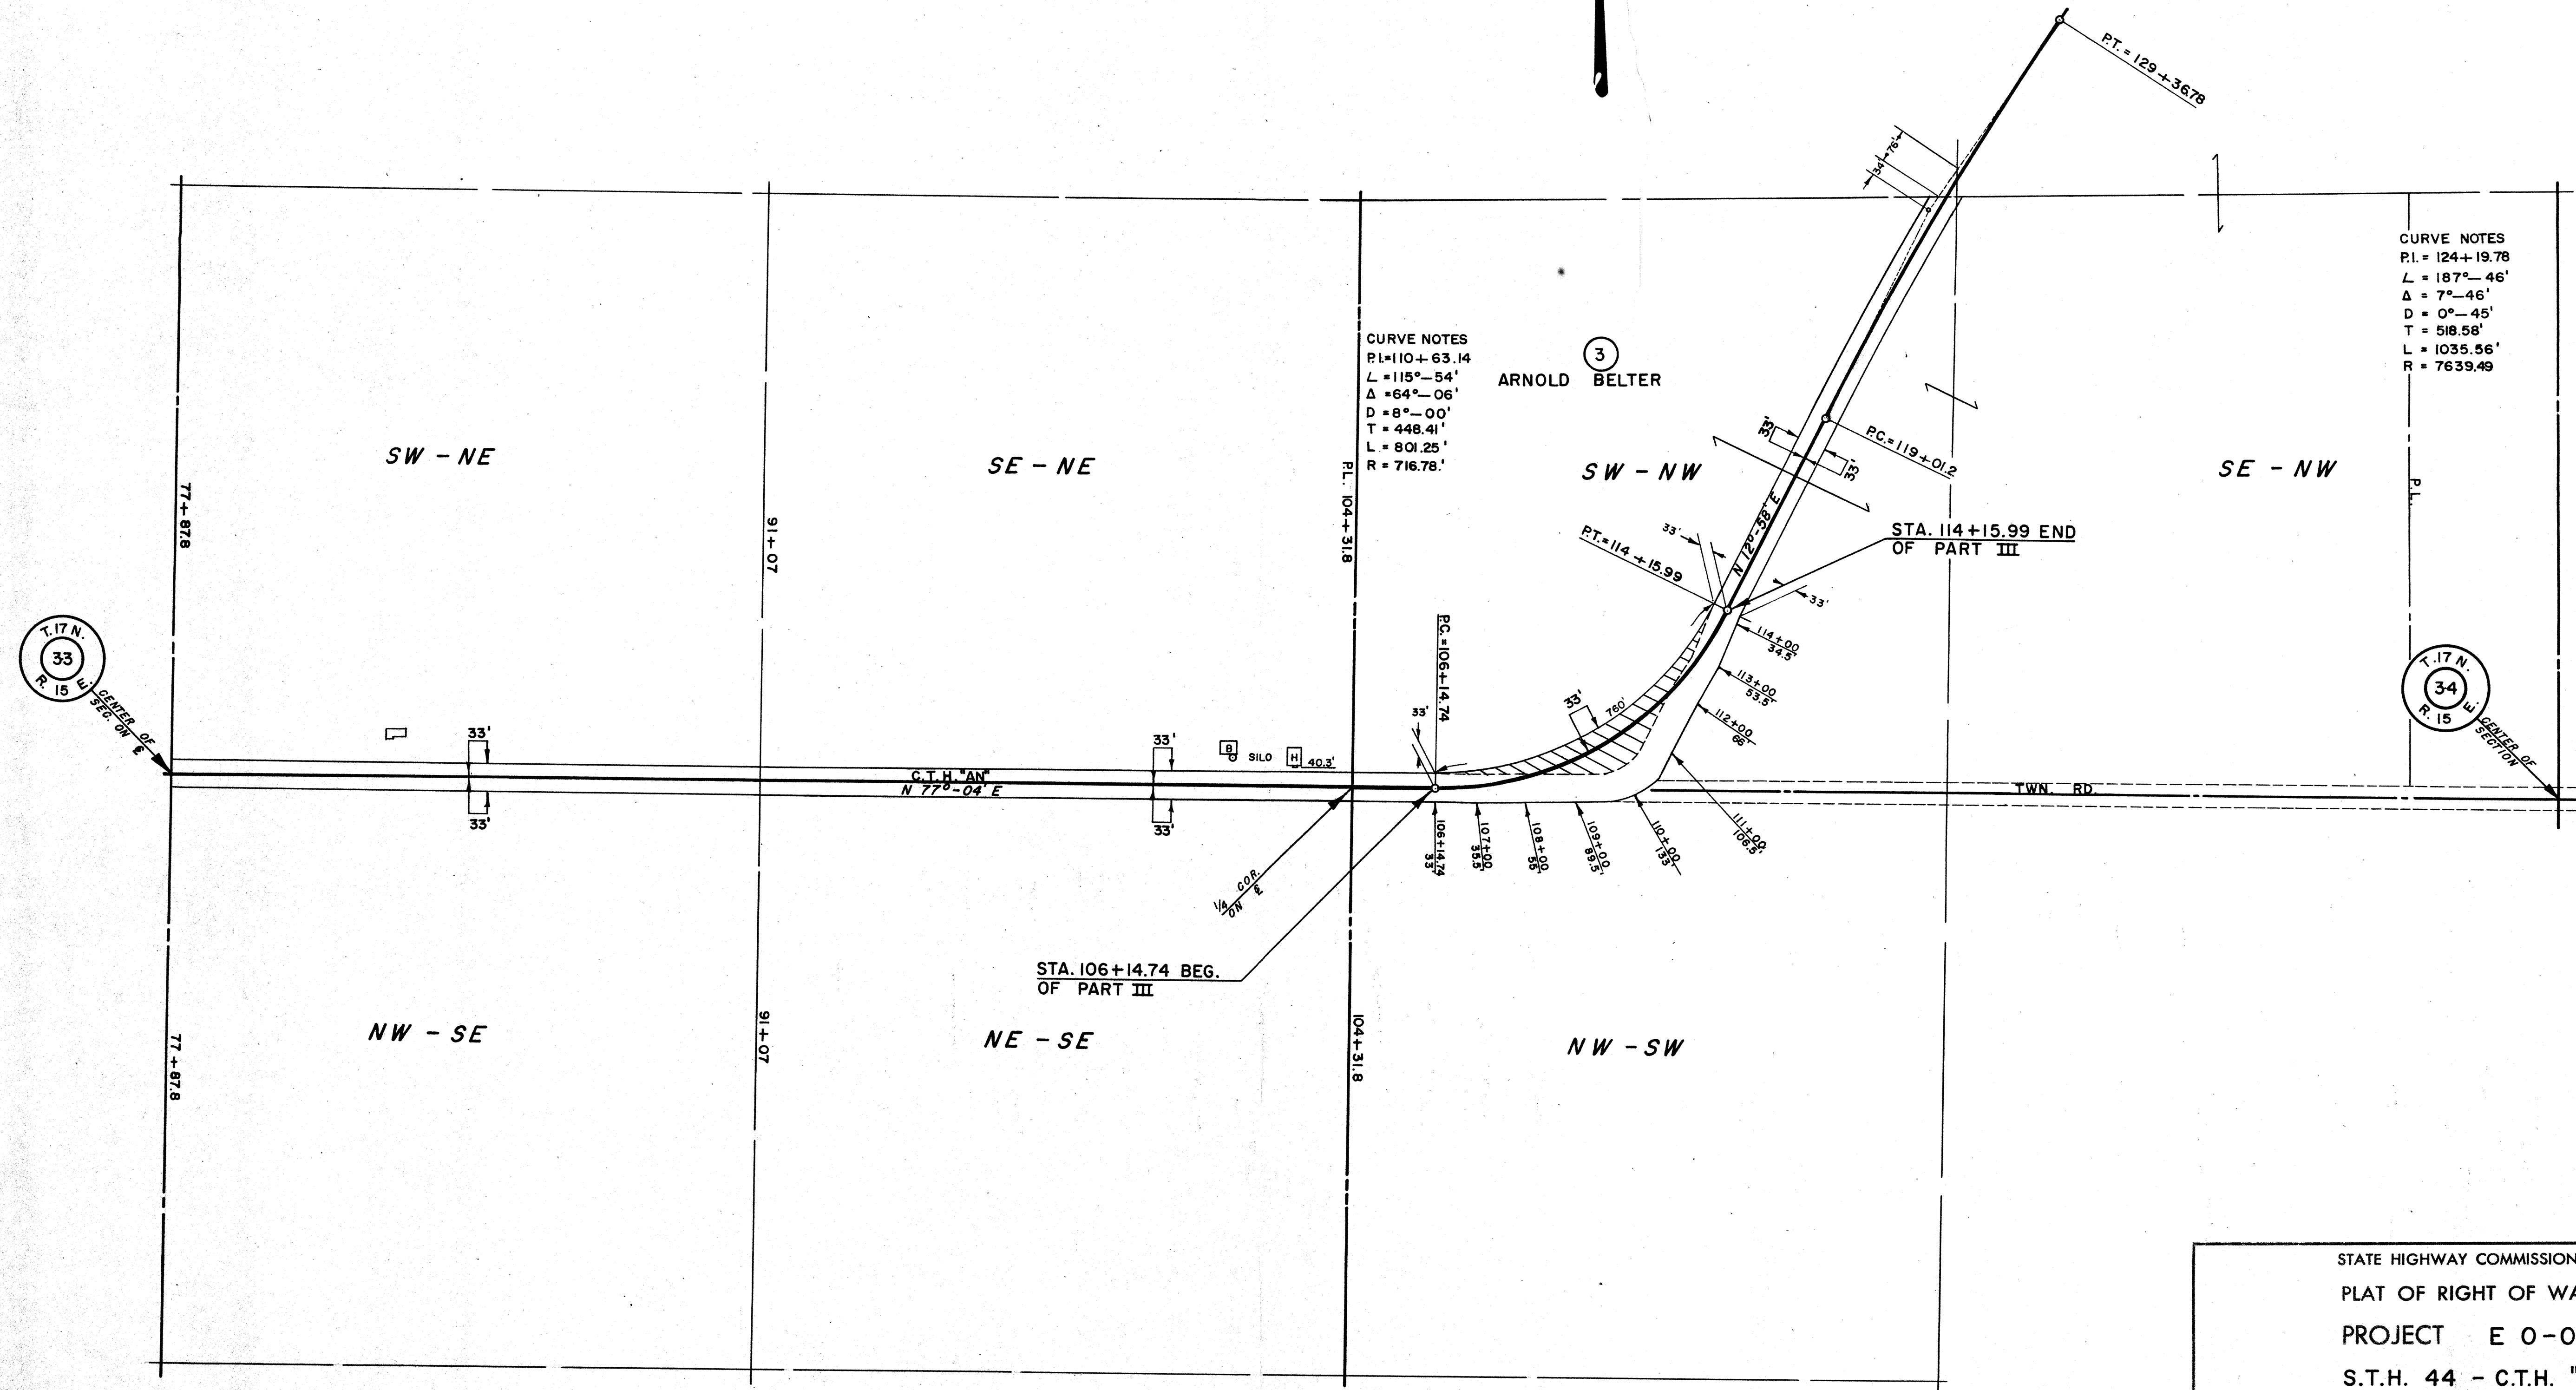 P.T. = 129+36.78
34'
76'
CURVE NOTES
P.I. = 124+19.78
∠ = 187°—46'
Δ = 7°—46'
D = 0°—45'
T = 518.58'
L = 1035.56'
R = 7639.49
CURVE NOTES
P.I.=110+63.14
∠ =115°—54'
Δ =64°—06'
D =8°—00'
T = 448.41'
L = 801.25'
R = 716.78.'
3
ARNOLD BELTER
33'
33'
P.C.=119+01.2
SW - NE
SE - NE
SW - NW
SE - NW
77+87.8
91+07
P.L. 104+31.8
P.L.
N 12°-58' E
33'
P.T.=114+15.99
STA. 114+15.99 END
OF PART III
33'
T.17 N.
33
R. 15 E.
CENTER OF
SEC. ON ℄
P.C. =106+14.74
33'
33'
760'
114+00
34.5'
113+00
53.5'
112+00
66'
111+00
106.5'
T.17 N.
34
R. 15 E.
CENTER OF
SECTION
33'
33'
B
SILO
H
40.3'
C.T.H. "AN"
N 77°-04' E
33'
33'
TWN. RD.
106+14.74
33'
107+00
35.5'
108+00
55'
109+00
89.5'
110+00
133'
1/4 COR.
ON ℄
STA. 106+14.74 BEG.
OF PART III
NW - SE
NE - SE
NW - SW
77+87.8
91+07
104+31.8
STATE HIGHWAY COMMISSION
PLAT OF RIGHT OF WA
PROJECT E 0-0
S.T.H. 44 - C.T.H. "